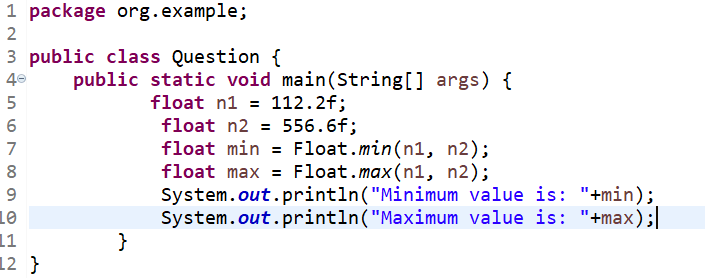 1 package org.example;
2
3 public class Question {
4 public static void main(String[] args) {
5 float n1 = 112.2f;
6 float n2 = 556.6f;
7 float min = Float.min(n1, n2);
8 float max = Float.max(n1, n2);
9 System.out.println("Minimum value is: "+min);
10 System.out.println("Maximum value is: "+max);
11 }
12 }